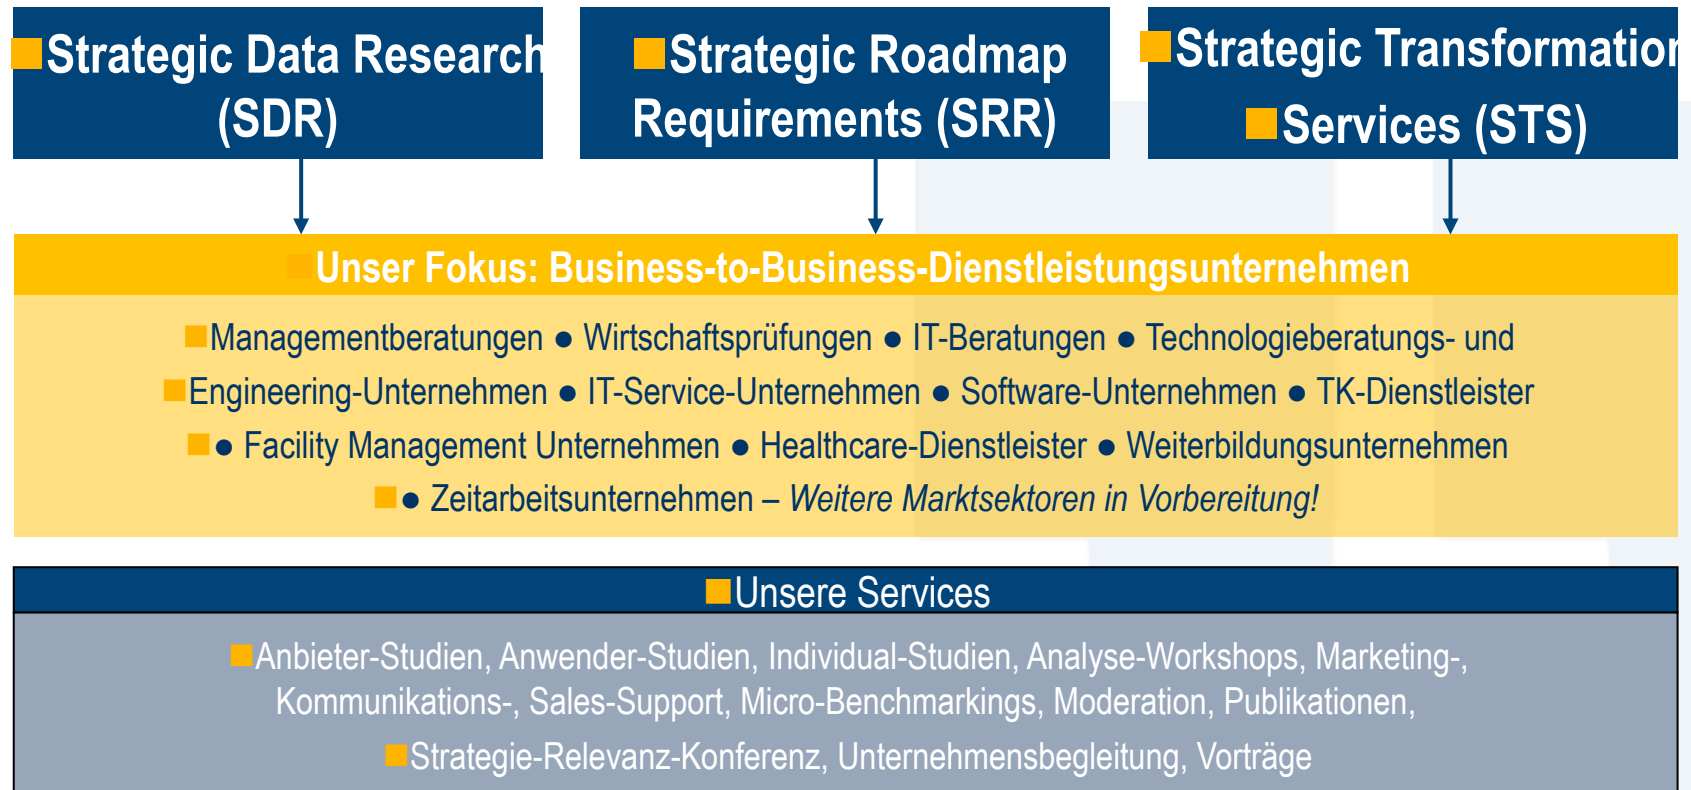 ■Strategic Data Research
(SDR)
■Strategic Roadmap
Requirements (SRR)
■Strategic Transformation
■Services (STS)
■Unser Fokus: Business-to-Business-Dienstleistungsunternehmen
■Managementberatungen ● Wirtschaftsprüfungen ● IT-Beratungen ● Technologieberatungs- und
■Engineering-Unternehmen ● IT-Service-Unternehmen ● Software-Unternehmen ● TK-Dienstleister
■● Facility Management Unternehmen ● Healthcare-Dienstleister ● Weiterbildungsunternehmen
■● Zeitarbeitsunternehmen – Weitere Marktsektoren in Vorbereitung!
■Unsere Services
■Anbieter-Studien, Anwender-Studien, Individual-Studien, Analyse-Workshops, Marketing-,
Kommunikations-, Sales-Support, Micro-Benchmarkings, Moderation, Publikationen,
■Strategie-Relevanz-Konferenz, Unternehmensbegleitung, Vorträge